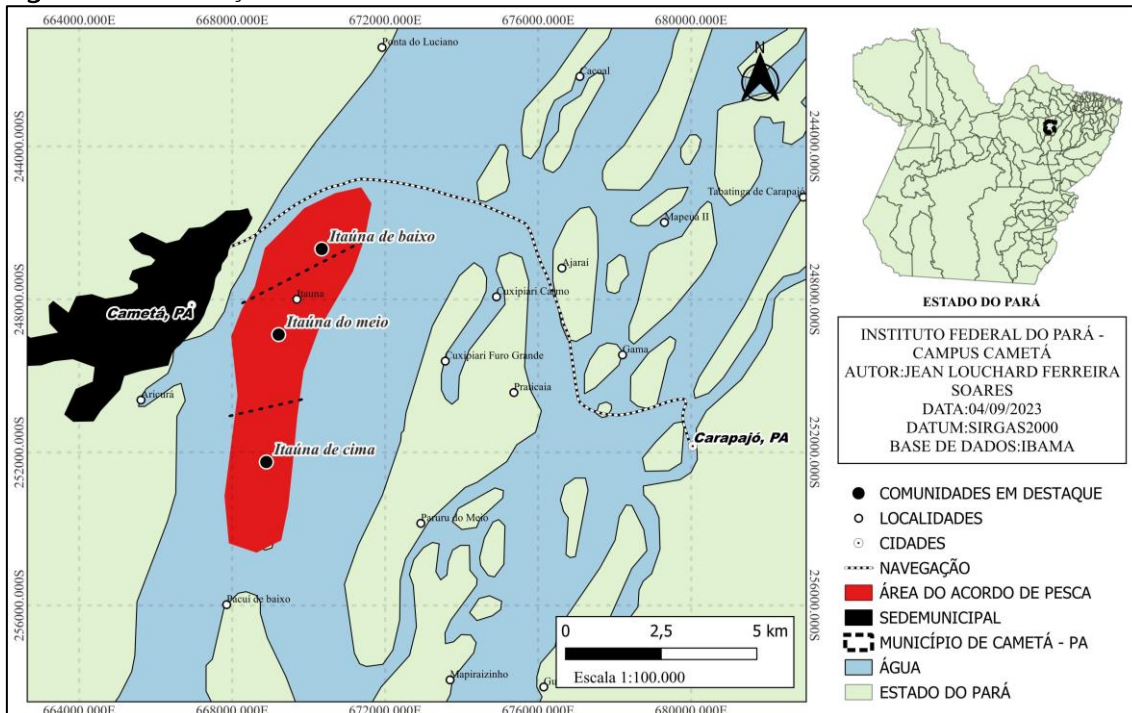 664000.000E
668000.000E
672000.000E
676000.000E
680000.000E
Ponta do Luciano
Cacoal
N
244000.000S
244000.000S
Tabatinga de Carapajó
Mapeuá II
Itaúna de baixo
Ajaraí
Itauna
Cuxipiari Carmo
248000.000S
248000.000S
Cametá, PA
Itaúna do meio
Cuxipiari Furo Grande
Gama
Aricurá
Praticaia
Carapajó, PA
Itaúna de cima
252000.000S
252000.000S
Paruru do Meio
Pacui de baixo
256000.000S
256000.000S
0 2,5 5 km
Escala 1:100.000
Mapiraizinho
Gu
664000.000E
668000.000E
672000.000E
676000.000E
680000.000E
ESTADO DO PARÁ
INSTITUTO FEDERAL DO PARÁ -
CAMPUS CAMETÁ
AUTOR:JEAN LOUCHARD FERREIRA
SOARES
DATA:04/09/2023
DATUM:SIRGAS2000
BASE DE DADOS:IBAMA
COMUNIDADES EM DESTAQUE
LOCALIDADES
CIDADES
NAVEGAÇÃO
ÁREA DO ACORDO DE PESCA
SEDEMUNICIPAL
MUNICÍPIO DE CAMETÁ - PA
ÁGUA
ESTADO DO PARÁ